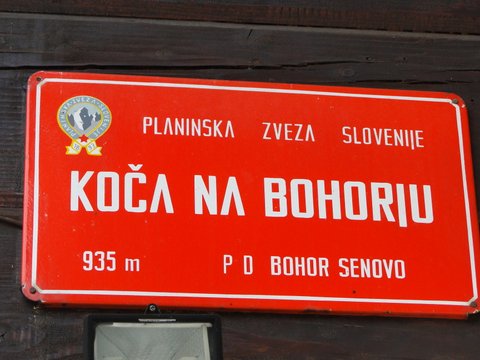 PLANINSKA ZVEZA SLOVENIJE
KOČA NA BOHORJU
935 m P D BOHOR SENOVO